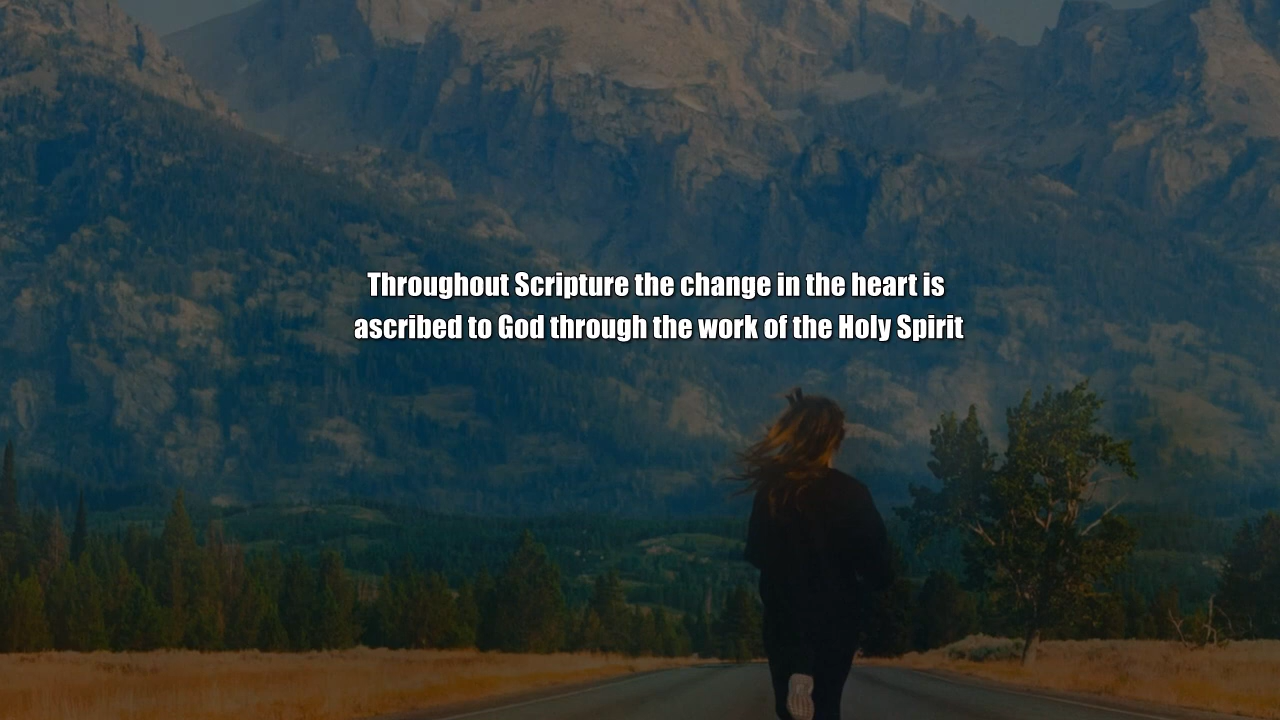 Throughout Scripture the change in the heart is
ascribed to God through the work of the Holy Spirit